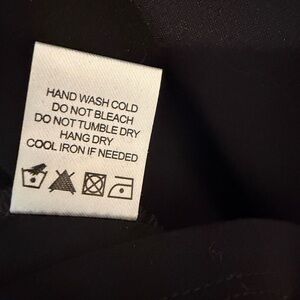 HAND WASH COLD
DO NOT BLEACH
DO NOT TUMBLE DRY
HANG DRY
COOL IRON IF NEEDED